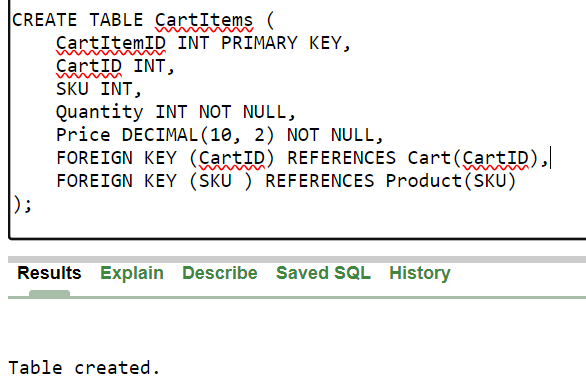 CREATE TABLE CartItems (
    CartItemID INT PRIMARY KEY,
    CartID INT,
    SKU INT,
    Quantity INT NOT NULL,
    Price DECIMAL(10, 2) NOT NULL,
    FOREIGN KEY (CartID) REFERENCES Cart(CartID),
    FOREIGN KEY (SKU ) REFERENCES Product(SKU)
);
Results Explain Describe Saved SQL History
Table created.